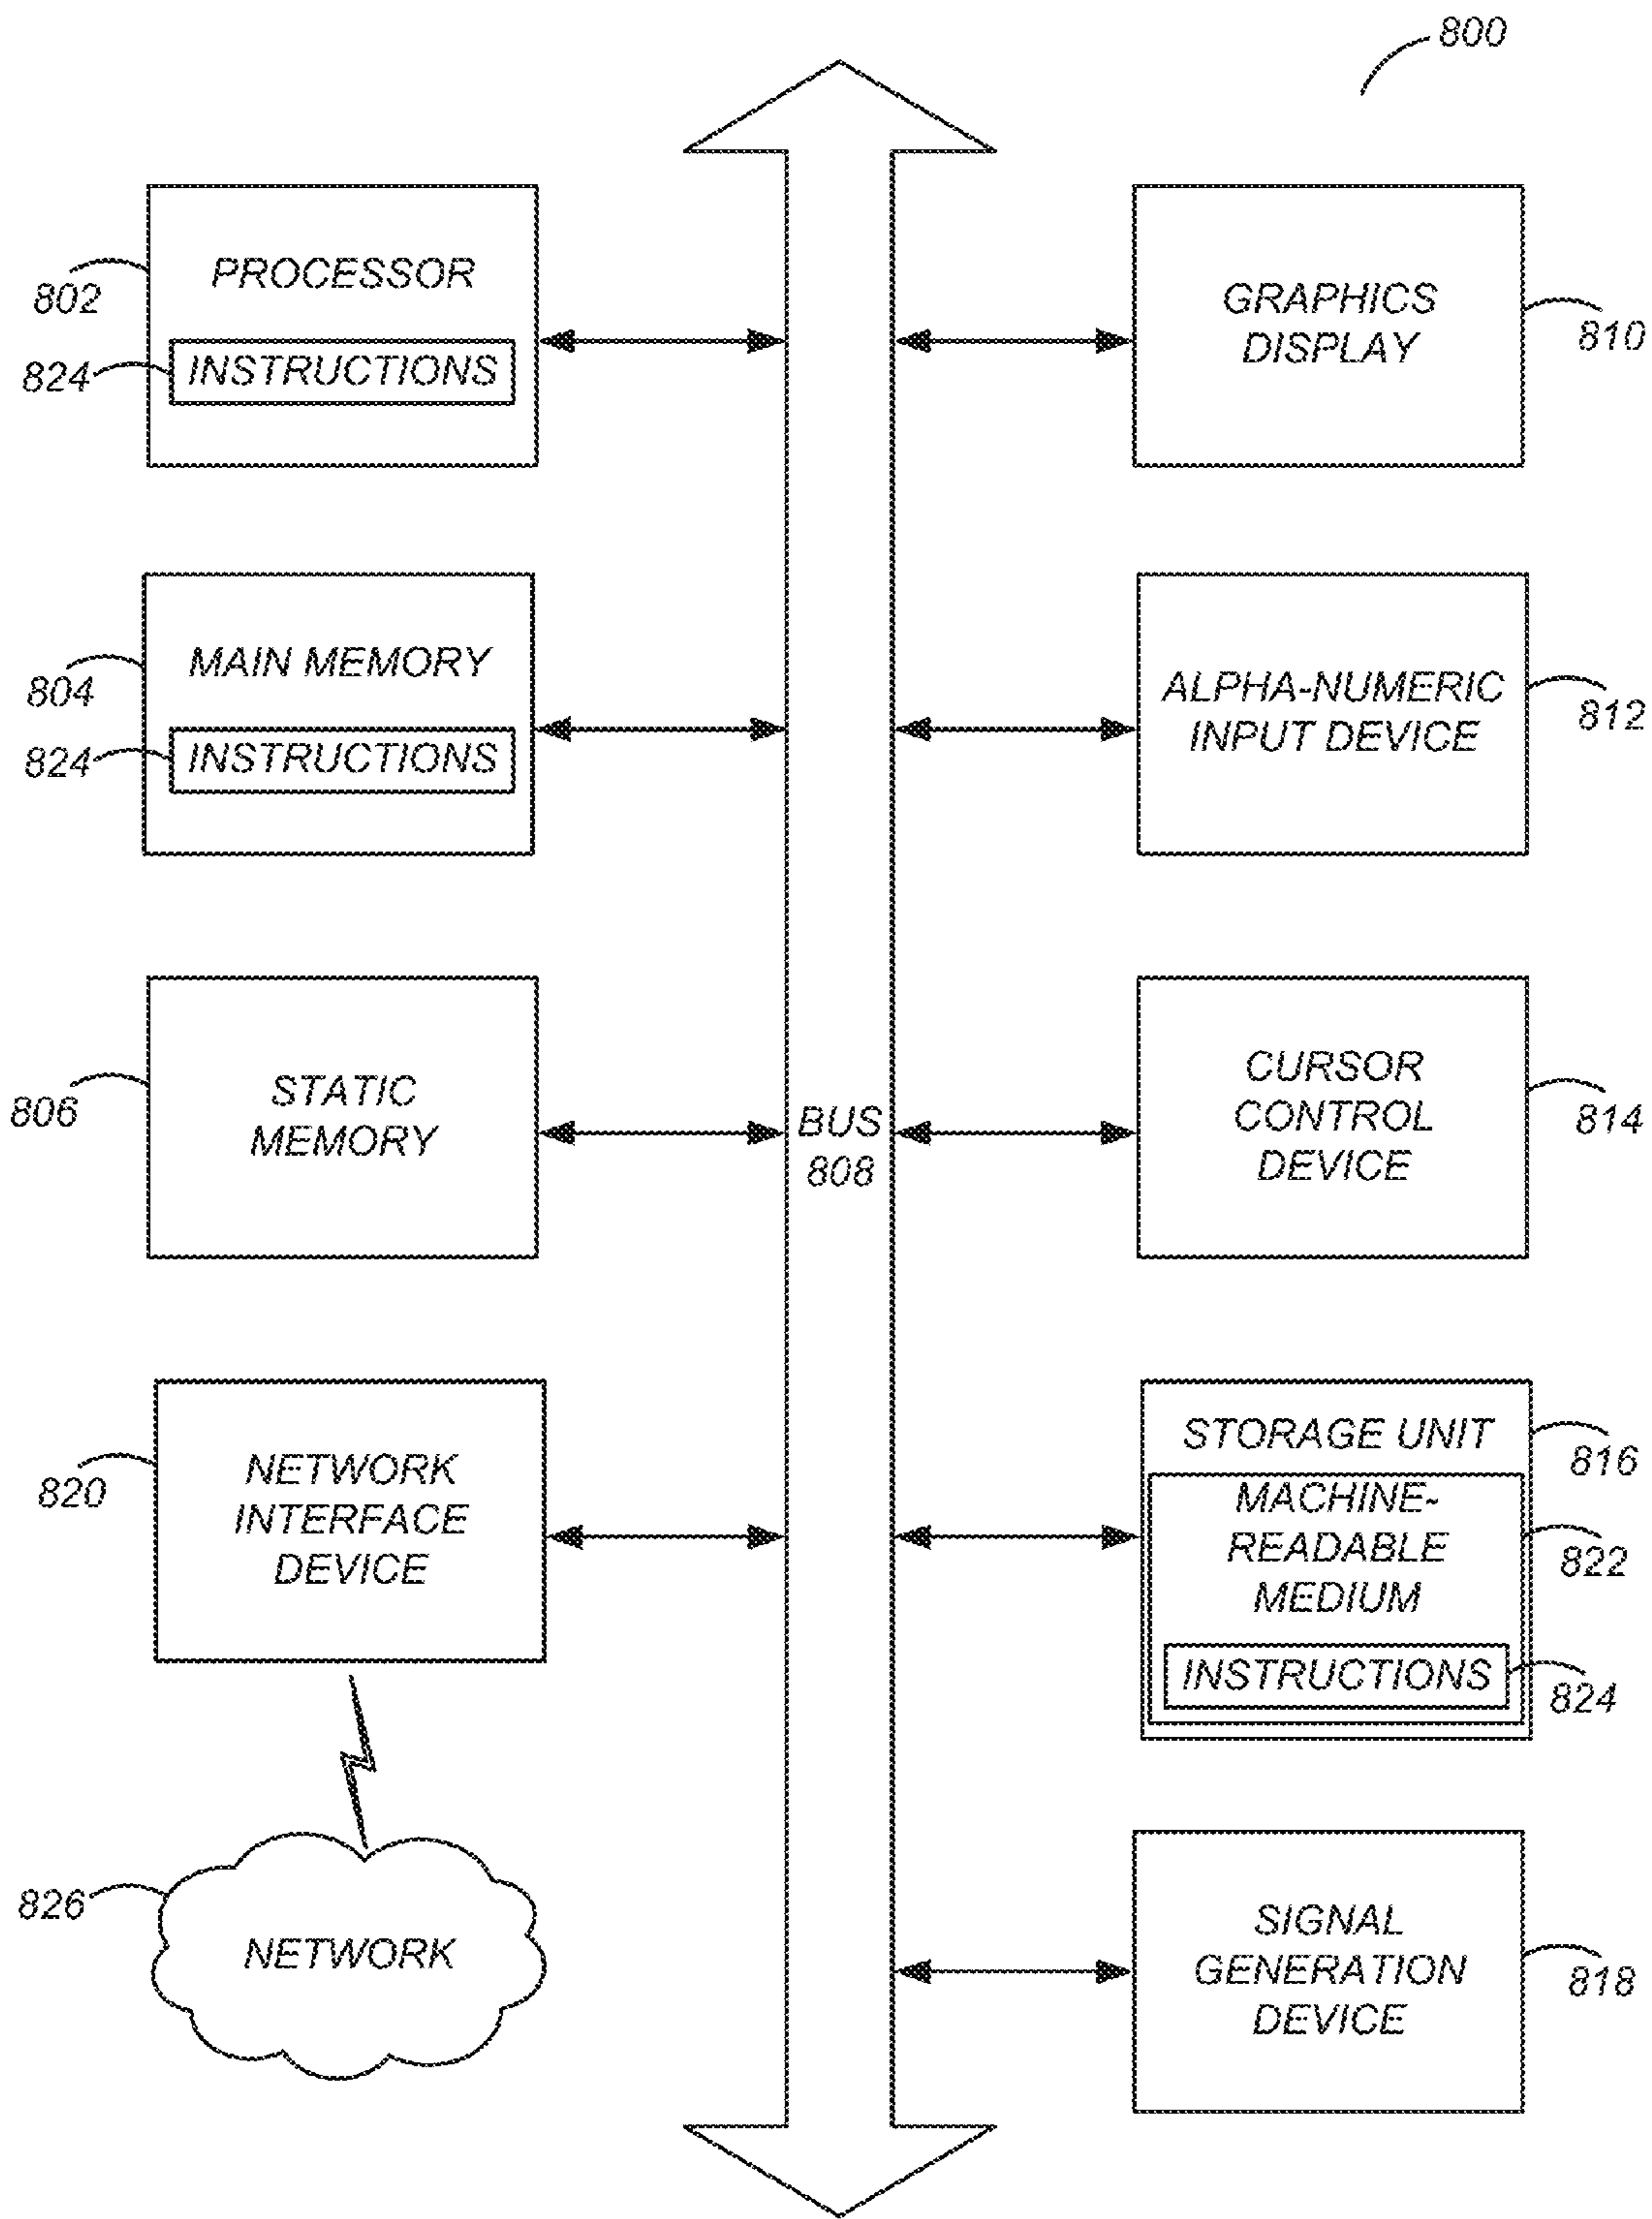 800
PROCESSOR
802
INSTRUCTIONS
824
GRAPHICS
DISPLAY
810
MAIN MEMORY
804
INSTRUCTIONS
824
ALPHA-NUMERIC
INPUT DEVICE
812
STATIC
MEMORY
806
BUS
808
CURSOR
CONTROL
DEVICE
814
NETWORK
INTERFACE
DEVICE
820
STORAGE UNIT
816
MACHINE-
READABLE
MEDIUM
822
INSTRUCTIONS
824
826
NETWORK
SIGNAL
GENERATION
DEVICE
818